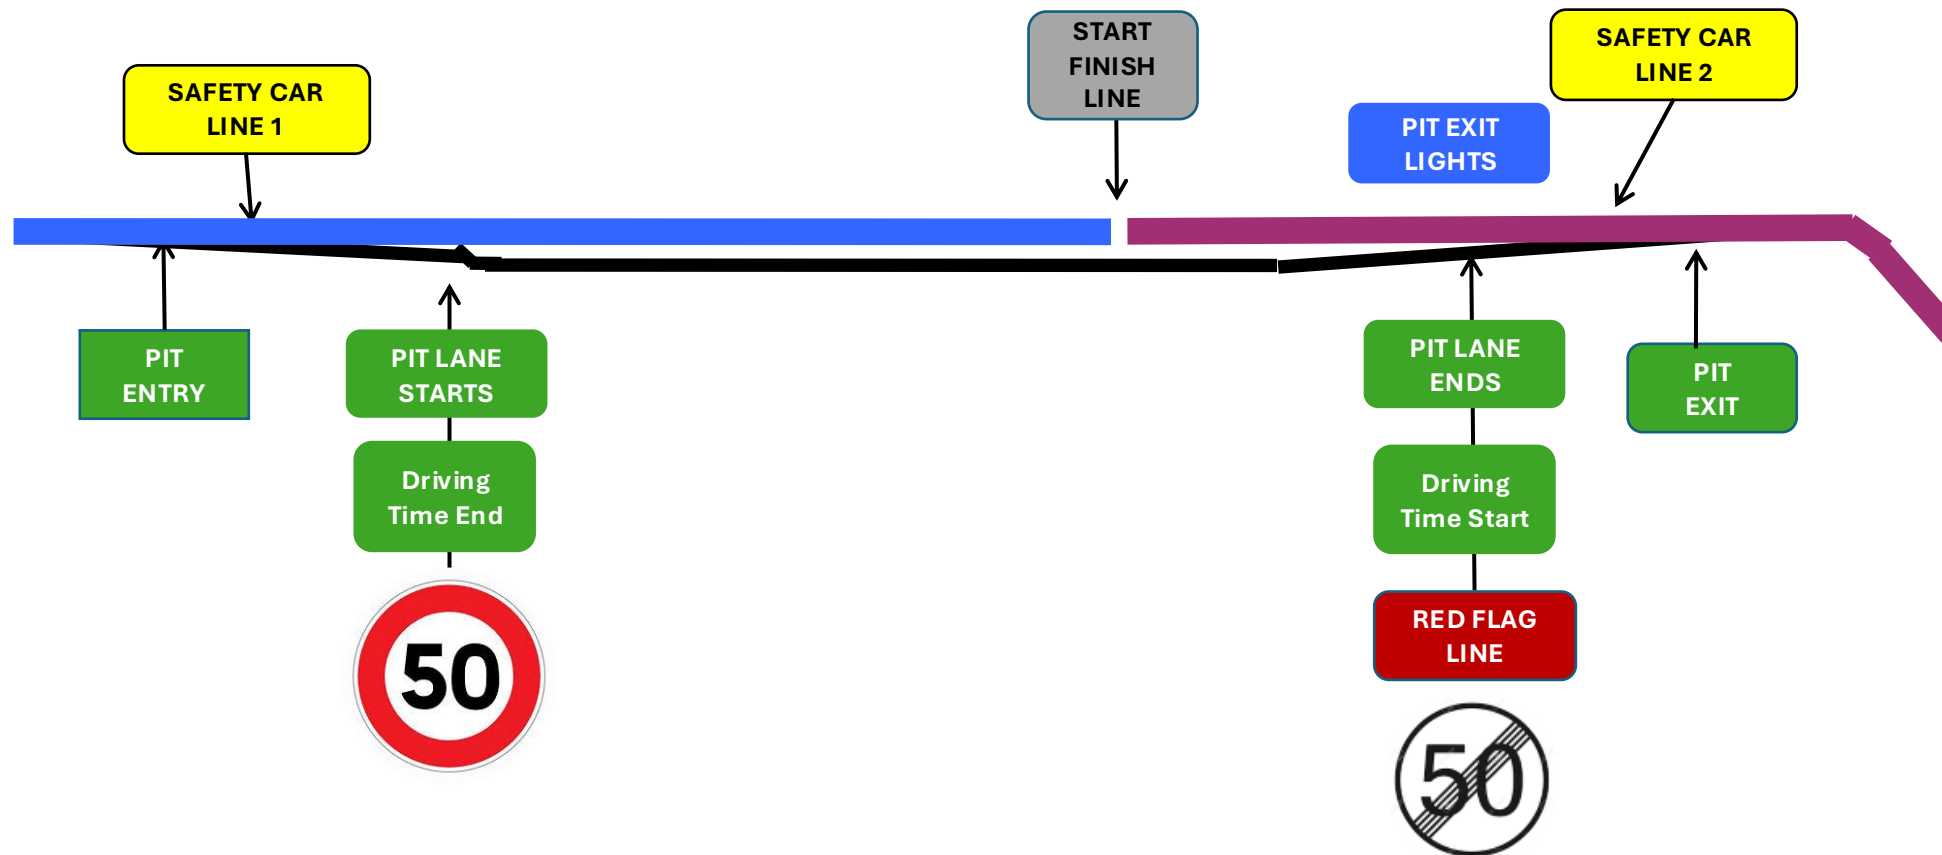 SAFETY CAR
LINE 1
START
FINISH
LINE
SAFETY CAR
LINE 2
PIT EXIT
LIGHTS
PIT
ENTRY
PIT LANE
STARTS
PIT LANE
ENDS
PIT
EXIT
Driving
Time End
Driving
Time Start
RED FLAG
LINE
50
50